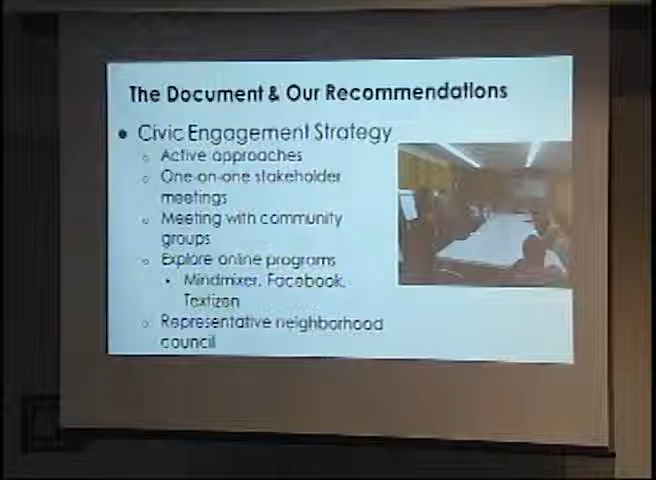 The Document & Our Recommendations
Civic Engagement Strategy
Active approaches
One-on-one stakeholder
meetings
Meeting with community
groups
Explore online programs
Mindmixer, Facebook,
Textizen
Representative neighborhood
council